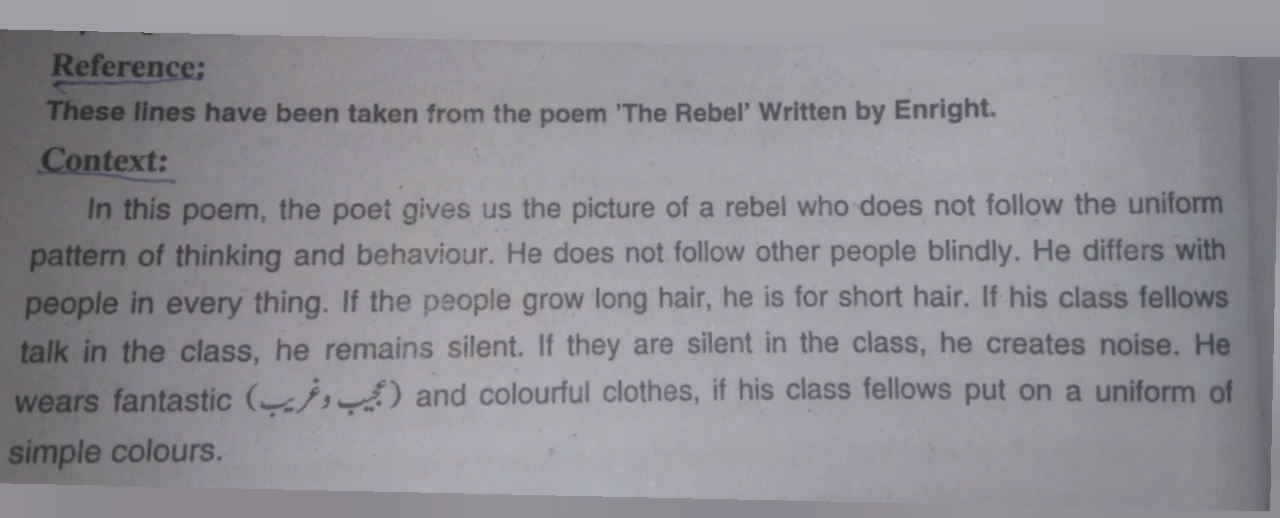 Reference:
These lines have been taken from the poem 'The Rebel' Written by Enright.
Context:
In this poem, the poet gives us the picture of a rebel who does not follow the uniform
pattern of thinking and behaviour. He does not follow other people blindly. He differs with
people in every thing. If the people grow long hair, he is for short hair. If his class fellows
talk in the class, he remains silent. If they are silent in the class, he creates noise. He
wears fantastic (عجیب و غریب) and colourful clothes, if his class fellows put on a uniform of
simple colours.